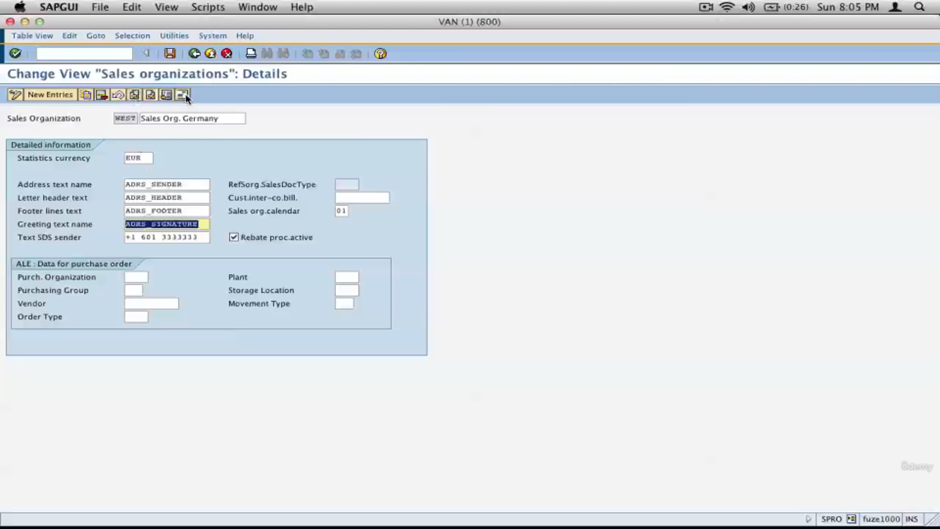 SAPGUI File Edit View Scripts Window Help (0:26) Sun 8:05 PM
VAN (1) (800)
Table View Edit Goto Selection Utilities System Help
Change View "Sales organizations": Details
New Entries
Sales Organization WEST Sales Org. Germany
Detailed information
Statistics currency EUR
Address text name ADRS_SENDER RefSorg.SalesDocType
Letter header text ADRS_HEADER Cust.inter-co.bill.
Footer lines text ADRS_FOOTER Sales org.calendar 01
Greeting text name ADRS_SIGNATURE
Text SDS sender +1 601 3333333 Rebate proc.active
ALE : Data for purchase order
Purch. Organization Plant
Purchasing Group Storage Location
Vendor Movement Type
Order Type
Udemy
SPRO fuze1000 INS